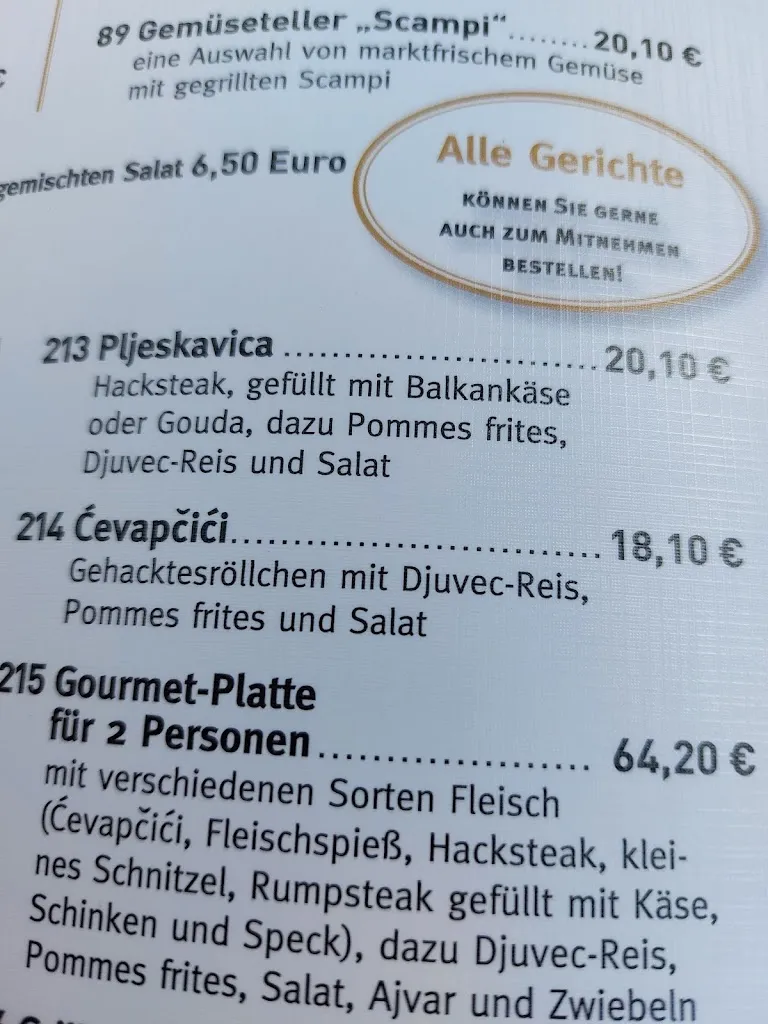 89 Gemüseteller „Scampi“........20,10 €
eine Auswahl von marktfrischem Gemüse
mit gegrillten Scampi
gemischten Salat 6,50 Euro
Alle Gerichte
KÖNNEN SIE GERNE
AUCH ZUM MITNEHMEN
BESTELLEN!
213 Pljeskavica ..............................20,10 €
Hacksteak, gefüllt mit Balkankäse
oder Gouda, dazu Pommes frites,
Djuvec-Reis und Salat
214 Ćevapčići..................................18,10 €
Gehacktesröllchen mit Djuvec-Reis,
Pommes frites und Salat
215 Gourmet-Platte
für 2 Personen......................... 64,20 €
mit verschiedenen Sorten Fleisch
(Ćevapčići, Fleischspieß, Hacksteak, klei-
nes Schnitzel, Rumpsteak gefüllt mit Käse,
Schinken und Speck), dazu Djuvec-Reis,
Pommes frites, Salat, Ajvar und Zwiebeln